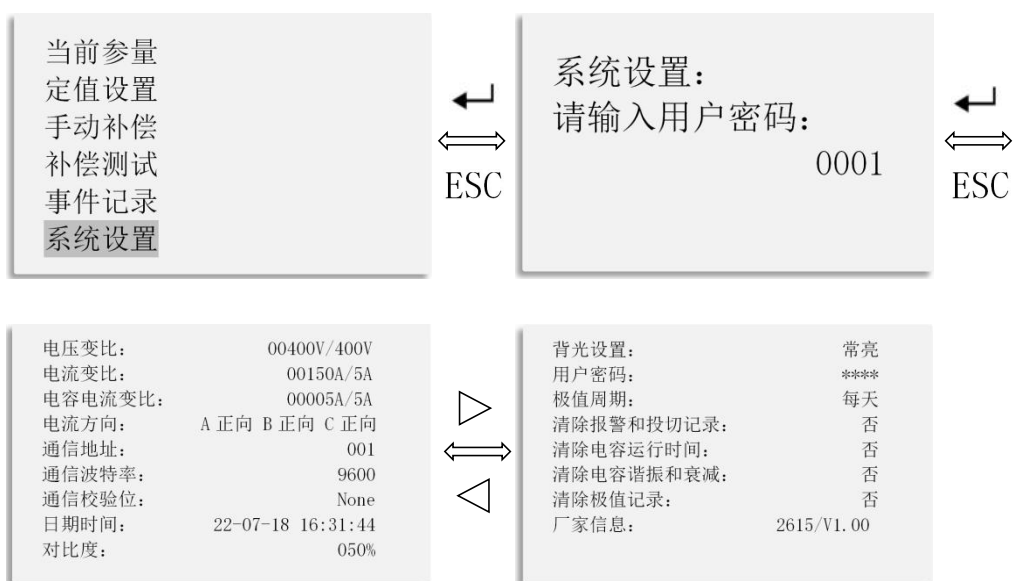 当前参量
定值设置
手动补偿
补偿测试
事件记录
系统设置
ESC
系统设置：
请输入用户密码：
0001
ESC
电压变比： 00400V/400V
电流变比： 00150A/5A
电容电流变比： 00005A/5A
电流方向： A 正向 B 正向 C 正向
通信地址： 001
通信波特率： 9600
通信校验位： None
日期时间： 22-07-18 16:31:44
对比度： 050%
背光设置： 常亮
用户密码： ****
极值周期： 每天
清除报警和投切记录： 否
清除电容运行时间： 否
清除电容谐振和衰减： 否
清除极值记录： 否
厂家信息： 2615/V1.00